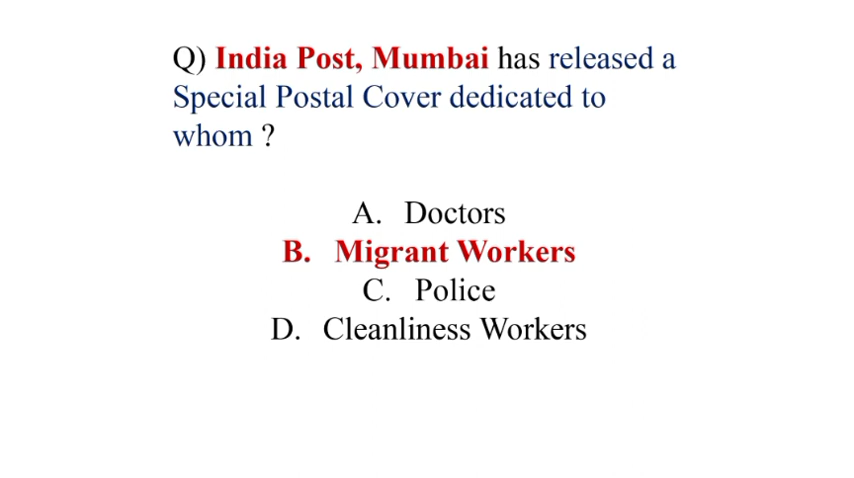 Q) India Post, Mumbai has released a
Special Postal Cover dedicated to
whom ?
A. Doctors
B. Migrant Workers
C. Police
D. Cleanliness Workers